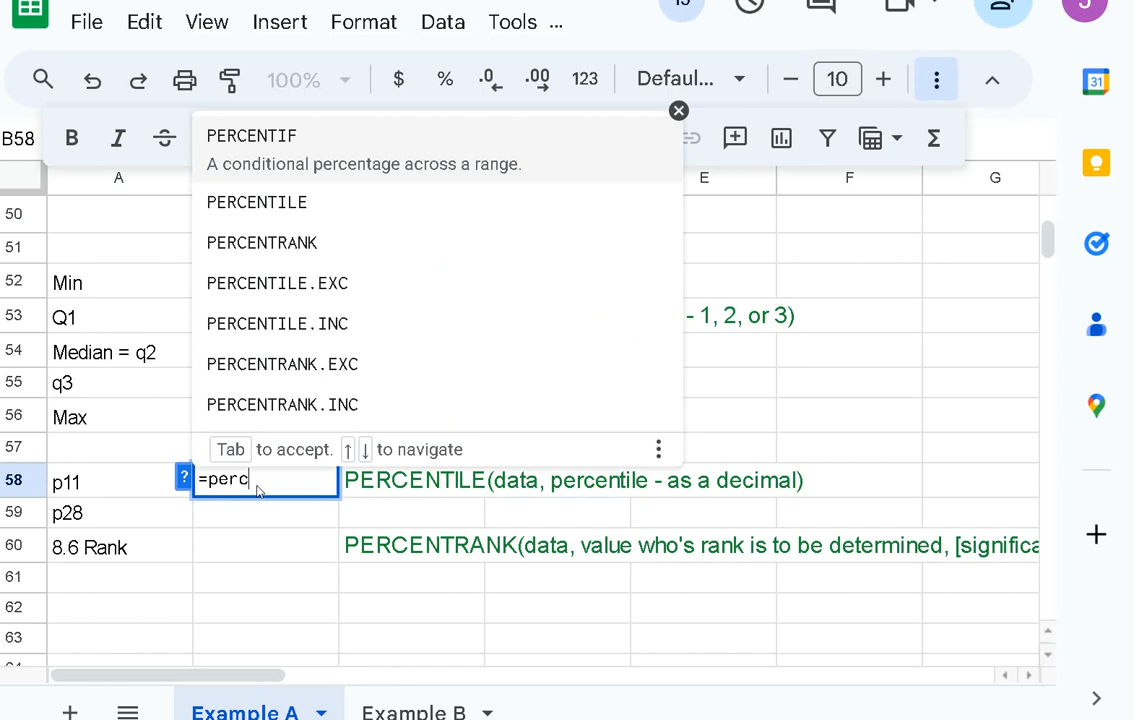 File Edit View Insert Format Data Tools ...
100% $ % .0 .00 123 Defaul... 10
31
B58
PERCENTIF
A conditional percentage across a range.
A E F G
50
PERCENTILE
51
PERCENTRANK
52 Min
PERCENTILE.EXC
53 Q1 - 1, 2, or 3)
PERCENTILE.INC
54 Median = q2
PERCENTRANK.EXC
55 q3
56 Max
PERCENTRANK.INC
57
Tab to accept. ↑ ↓ to navigate
58 p11 ? =perc PERCENTILE(data, percentile - as a decimal)
59 p28
60 8.6 Rank PERCENTRANK(data, value who's rank is to be determined, [significa
61
62
63
Example A Example B